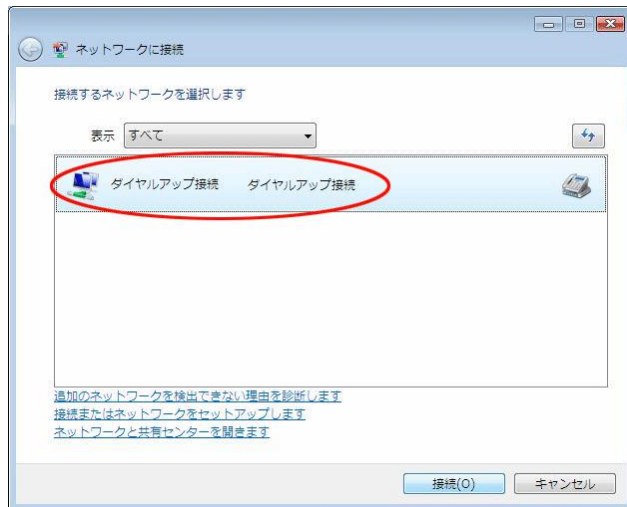 ネットワークに接続
接続するネットワークを選択します
表示 すべて
ダイヤルアップ接続 ダイヤルアップ接続
追加のネットワークを検出できない理由を診断します
接続またはネットワークをセットアップします
ネットワークと共有センターを開きます
接続(O) キャンセル